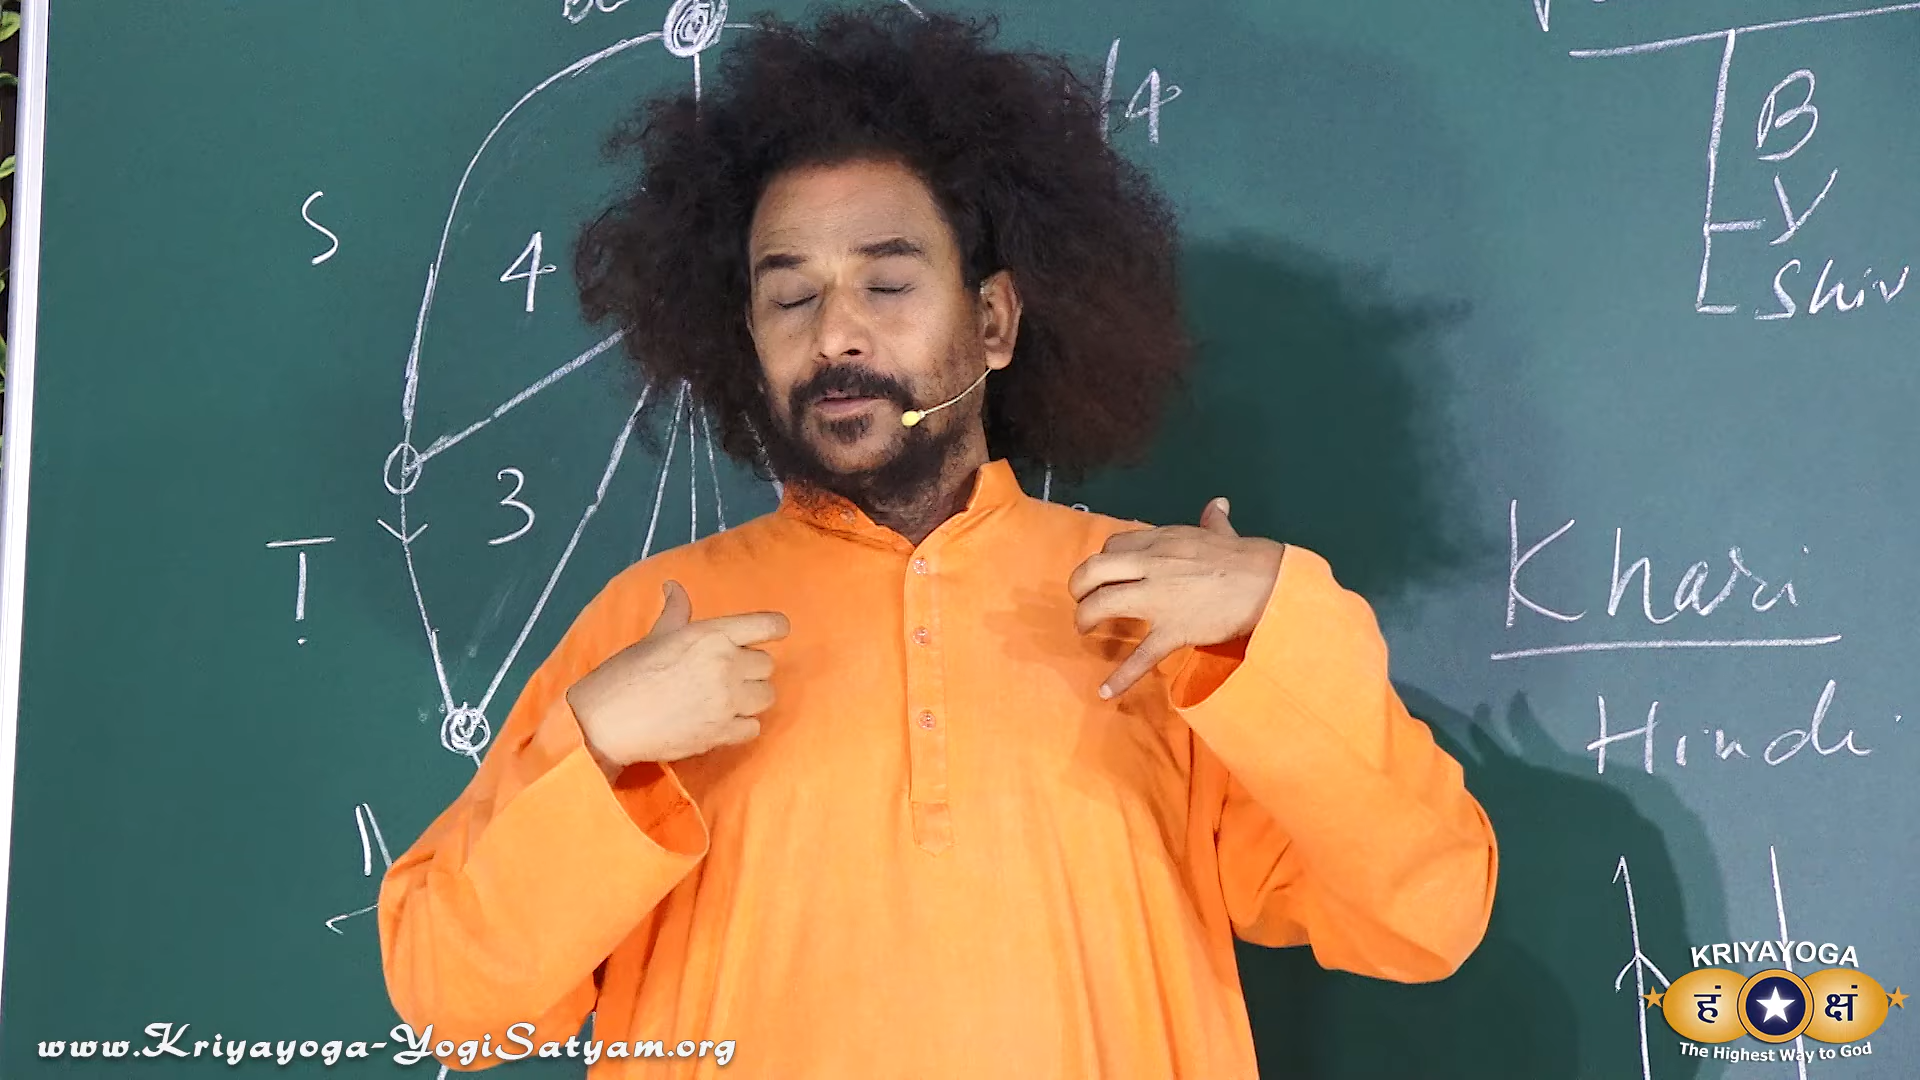 4
B
y
Shiv
S
4
3
T
Khari
Hindi
KRIYAYOGA
हं क्षं
The Highest Way to God
www.Kriyayoga-YogiSatyam.org